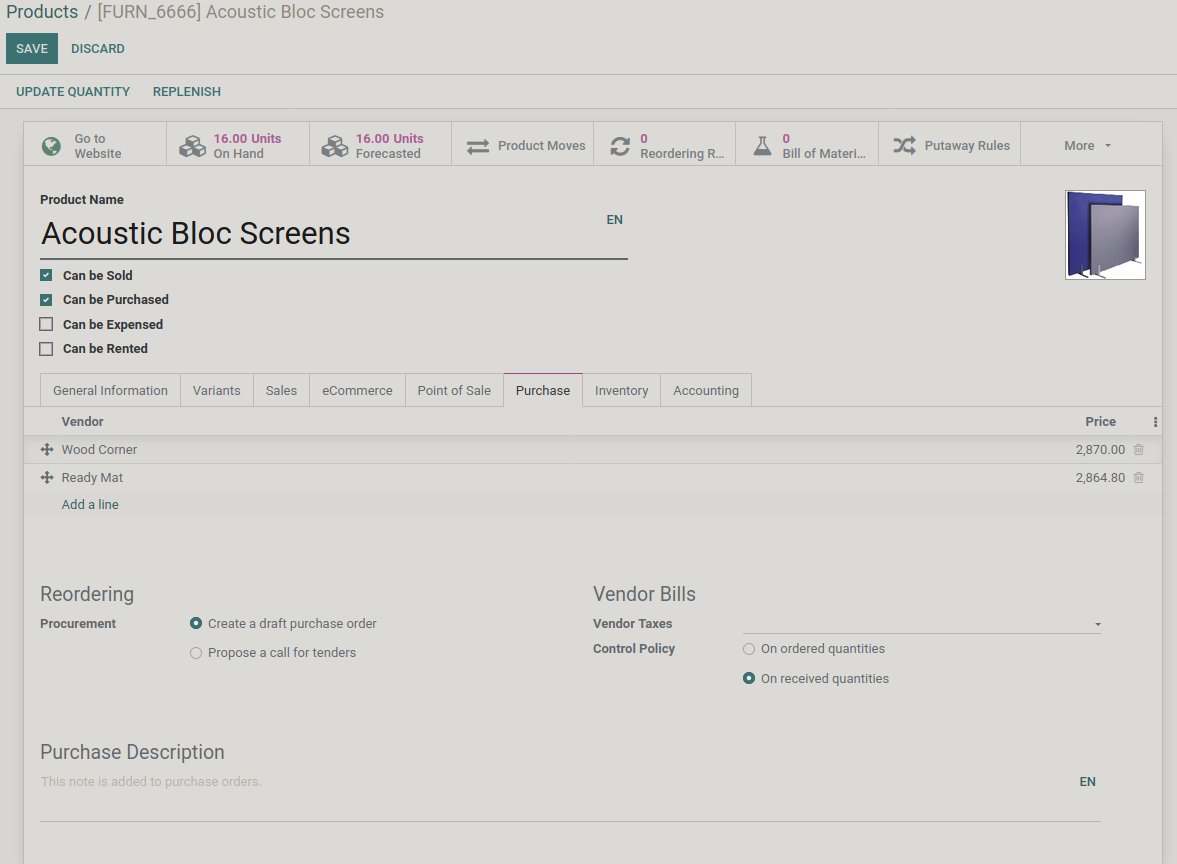 Products / [FURN_6666] Acoustic Bloc Screens
SAVE DISCARD
UPDATE QUANTITY REPLENISH
Go to Website
16.00 Units On Hand
16.00 Units Forecasted
Product Moves
0 Reordering R...
0 Bill of Materi...
Putaway Rules
More
Product Name
Acoustic Bloc Screens EN
Can be Sold
Can be Purchased
Can be Expensed
Can be Rented
General Information Variants Sales eCommerce Point of Sale Purchase Inventory Accounting
Vendor Price
Wood Corner 2,870.00
Ready Mat 2,864.80
Add a line
Reordering
Procurement Create a draft purchase order
Propose a call for tenders
Vendor Bills
Vendor Taxes
Control Policy On ordered quantities
On received quantities
Purchase Description
This note is added to purchase orders. EN